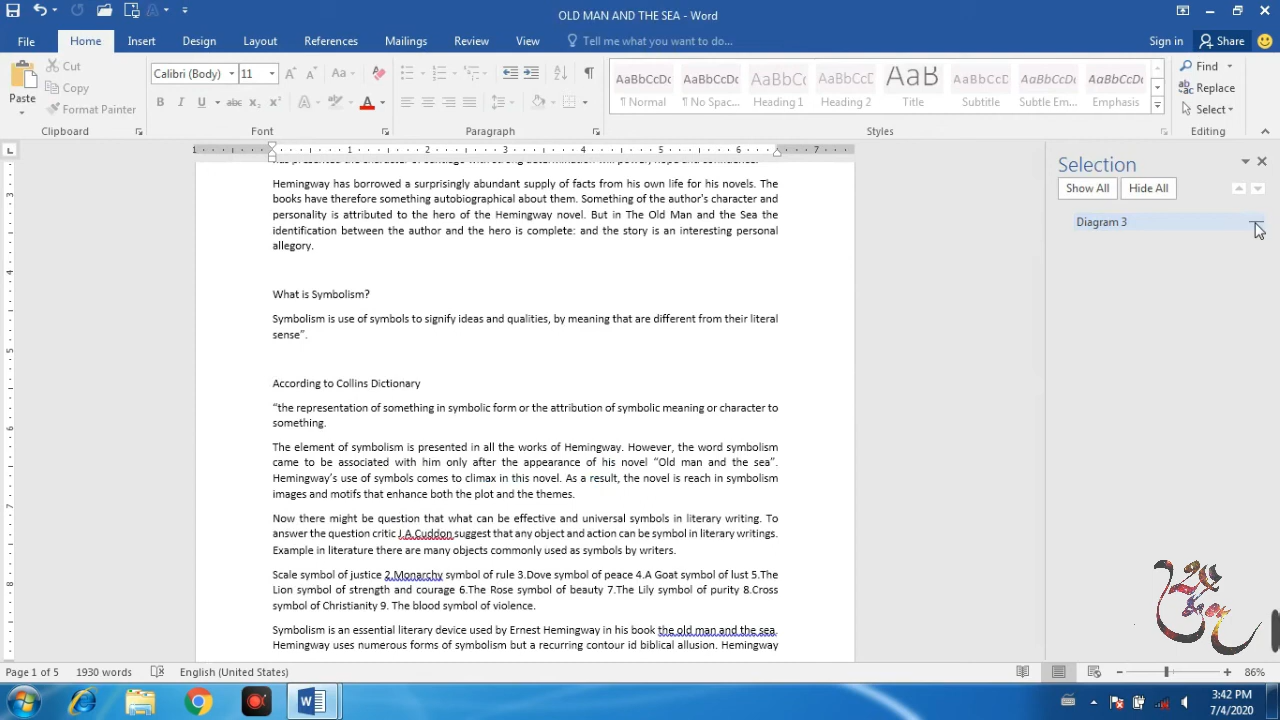 OLD MAN AND THE SEA - Word
File Home Insert Design Layout References Mailings Review View Tell me what you want to do... Sign in Share
Cut
Copy
Format Painter
Paste
Clipboard
Calibri (Body) 11
Font
Paragraph
AaBbCcDc AaBbCcDc AaBbCc AaBbCcC AaB AaBbCcD AaBbCcDc AaBbCcDc
¶ Normal ¶ No Spac... Heading 1 Heading 2 Title Subtitle Subtle Em... Emphasis
Styles
Find
Replace
Select
Editing
1 1 2 3 4 5 6 7
Hemingway has borrowed a surprisingly abundant supply of facts from his own life for his novels. The
books have therefore something autobiographical about them. Something of the author's character and
personality is attributed to the hero of the Hemingway novel. But in The Old Man and the Sea the
identification between the author and the hero is complete: and the story is an interesting personal
allegory.
What is Symbolism?
Symbolism is use of symbols to signify ideas and qualities, by meaning that are different from their literal
sense”.
According to Collins Dictionary
“the representation of something in symbolic form or the attribution of symbolic meaning or character to
something.
The element of symbolism is presented in all the works of Hemingway. However, the word symbolism
came to be associated with him only after the appearance of his novel “Old man and the sea”.
Hemingway’s use of symbols comes to climax in this novel. As a result, the novel is reach in symbolism
images and motifs that enhance both the plot and the themes.
Now there might be question that what can be effective and universal symbols in literary writing. To
answer the question critic J.A.Cuddon suggest that any object and action can be symbol in literary writings.
Example in literature there are many objects commonly used as symbols by writers.
Scale symbol of justice 2.Monarchy symbol of rule 3.Dove symbol of peace 4.A Goat symbol of lust 5.The
Lion symbol of strength and courage 6.The Rose symbol of beauty 7.The Lily symbol of purity 8.Cross
symbol of Christianity 9. The blood symbol of violence.
Symbolism is an essential literary device used by Ernest Hemingway in his book the old man and the sea.
Hemingway uses numerous forms of symbolism but a recurring contour id biblical allusion. Hemingway
Selection
Show All Hide All
Diagram 3
Page 1 of 5 1930 words English (United States) 86%
3:42 PM
7/4/2020